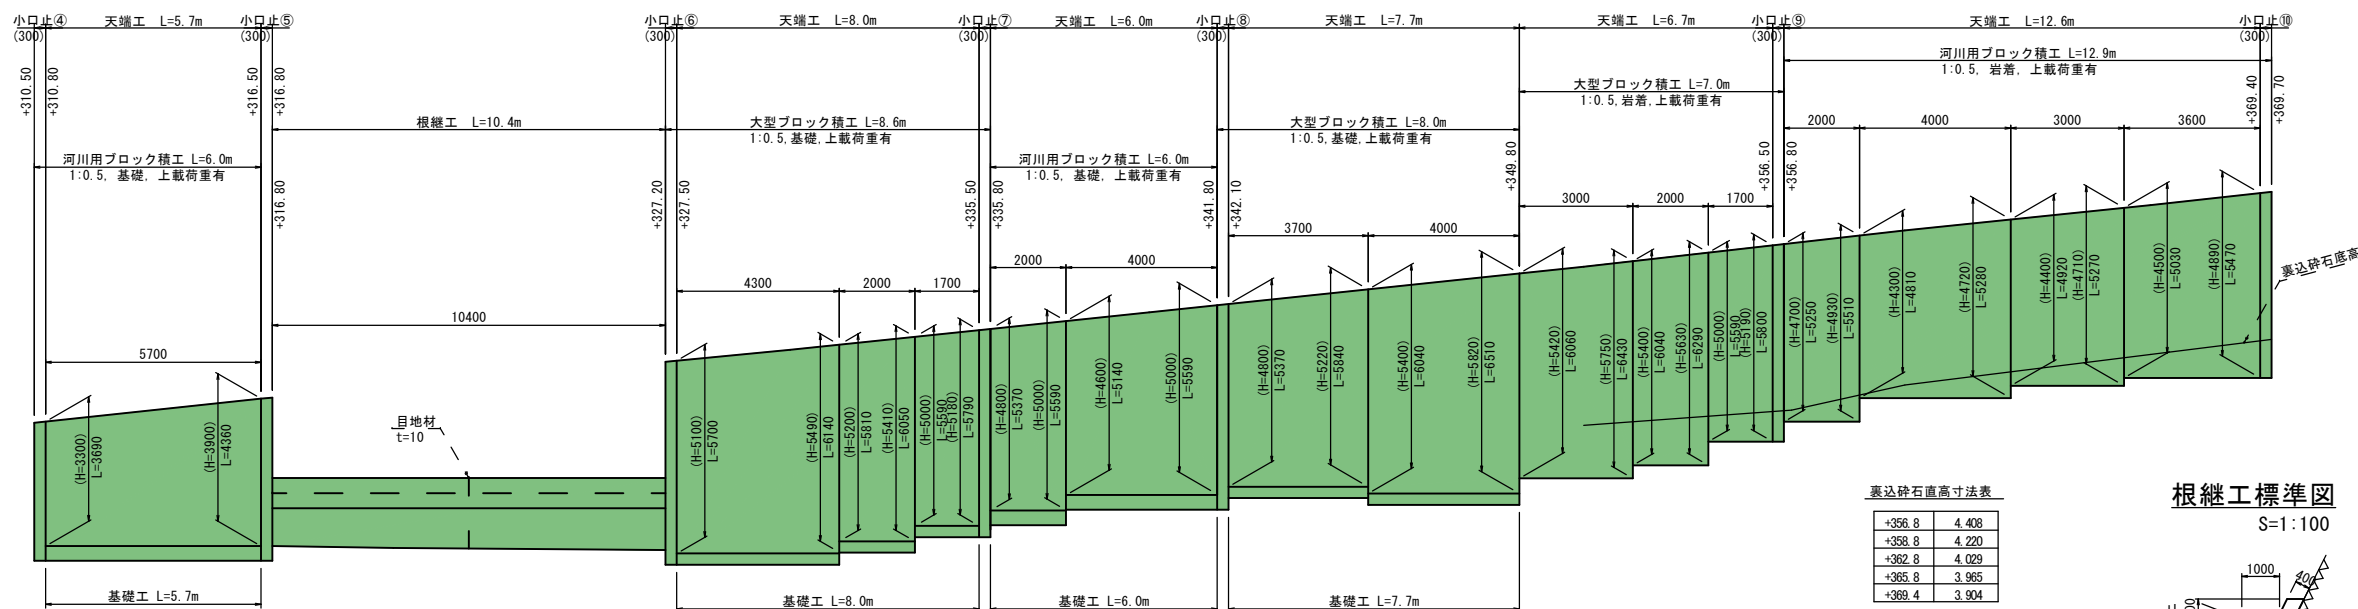 小口止④ 天端工 L=5.7m 小口止⑤ 小口止⑥ 天端工 L=8.0m 小口止⑦ 天端工 L=6.0m 小口止⑧ 天端工 L=7.7m 天端工 L=6.7m 小口止⑨ 天端工 L=12.6m 小口止⑩
(300) (300) (300) (300) (300) (300) (300)
河川用ブロック積工 L=12.9m
1:0.5, 岩着, 上載荷重有
+310.50 +310.80 +316.50 +316.80 +369.40 +369.70
大型ブロック積工 L=7.0m
1:0.5,岩着,上載荷重有
根継工 L=10.4m 大型ブロック積工 L=8.6m 大型ブロック積工 L=8.0m
1:0.5,基礎,上載荷重有 1:0.5,基礎,上載荷重有
2000 4000 3000 3600
河川用ブロック積工 L=6.0m 河川用ブロック積工 L=6.0m
1:0.5, 基礎, 上載荷重有 1:0.5, 基礎, 上載荷重有
+316.80 +327.20 +327.50 +335.50 +335.80 +341.80 +342.10 +349.80 +356.50 +356.80
3000 2000 1700
3700 4000
2000 4000
4300 2000 1700
10400
5700
裏込砕石底高
(H=3300) L=3690
(H=3900) L=4360
目地材
t=10
(H=5100) L=5700
(H=5490) L=6140
(H=5200) L=5810
(H=5410) L=6050
(H=5000) L=5590
(H=5180) L=5790
(H=4800) L=5370
(H=5000) L=5590
(H=4600) L=5140
(H=5000) L=5590
(H=4800) L=5370
(H=5220) L=5840
(H=5400) L=6040
(H=5820) L=6510
(H=5420) L=6060
(H=5750) L=6430
(H=5400) L=6040
(H=5630) L=6290
(H=5000) L=5590
(H=5190) L=5800
(H=4700) L=5250
(H=4930) L=5510
(H=4300) L=4810
(H=4720) L=5280
(H=4400) L=4920
(H=4710) L=5270
(H=4500) L=5030
(H=4890) L=5470
裏込砕石直高寸法表
+356.8 4.408
+358.8 4.220
+362.8 4.029
+365.8 3.965
+369.4 3.904
根継工標準図
S=1:100
1000 400
基礎工 L=5.7m 基礎工 L=8.0m 基礎工 L=6.0m 基礎工 L=7.7m